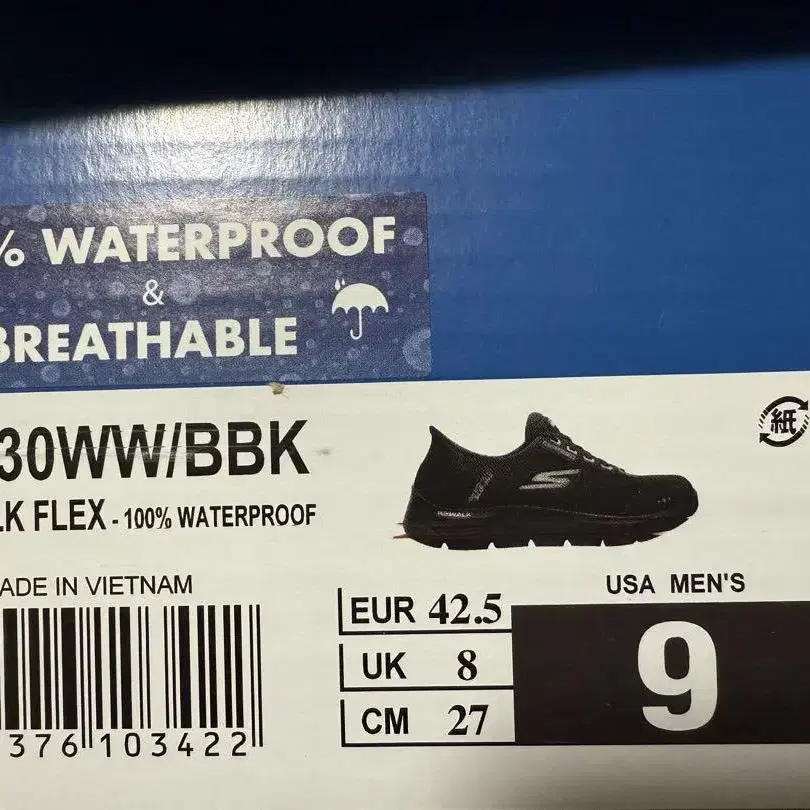 % WATERPROOF
&
BREATHABLE
紙
30WW/BBK
LK FLEX - 100% WATERPROOF
ADE IN VIETNAM
USA MEN'S
EUR 42.5
9
UK 8
CM 27
376 103422